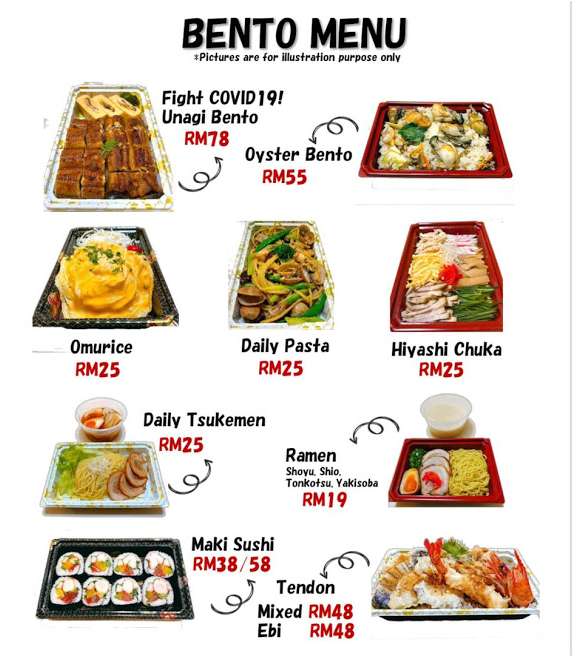 BENTO MENU
*Pictures are for illustration purpose only
Fight COVID19!
Unagi Bento
RM78
Oyster Bento
RM55
Omurice
RM25
Daily Pasta
RM25
Hiyashi Chuka
RM25
Daily Tsukemen
RM25
Ramen
Shoyu, Shio,
Tonkotsu, Yakisoba
RM19
Maki Sushi
RM38/58
Tendon
Mixed RM48
Ebi RM48